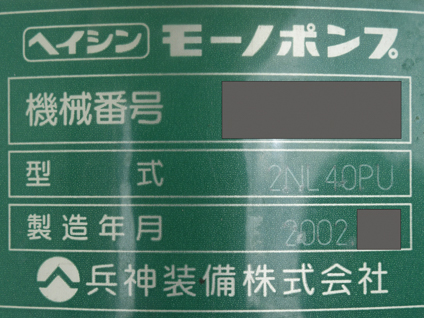 ヘイシン モーノポンプ
機械番号
型式 2NL40PU
製造年月 2002
兵神装備株式会社